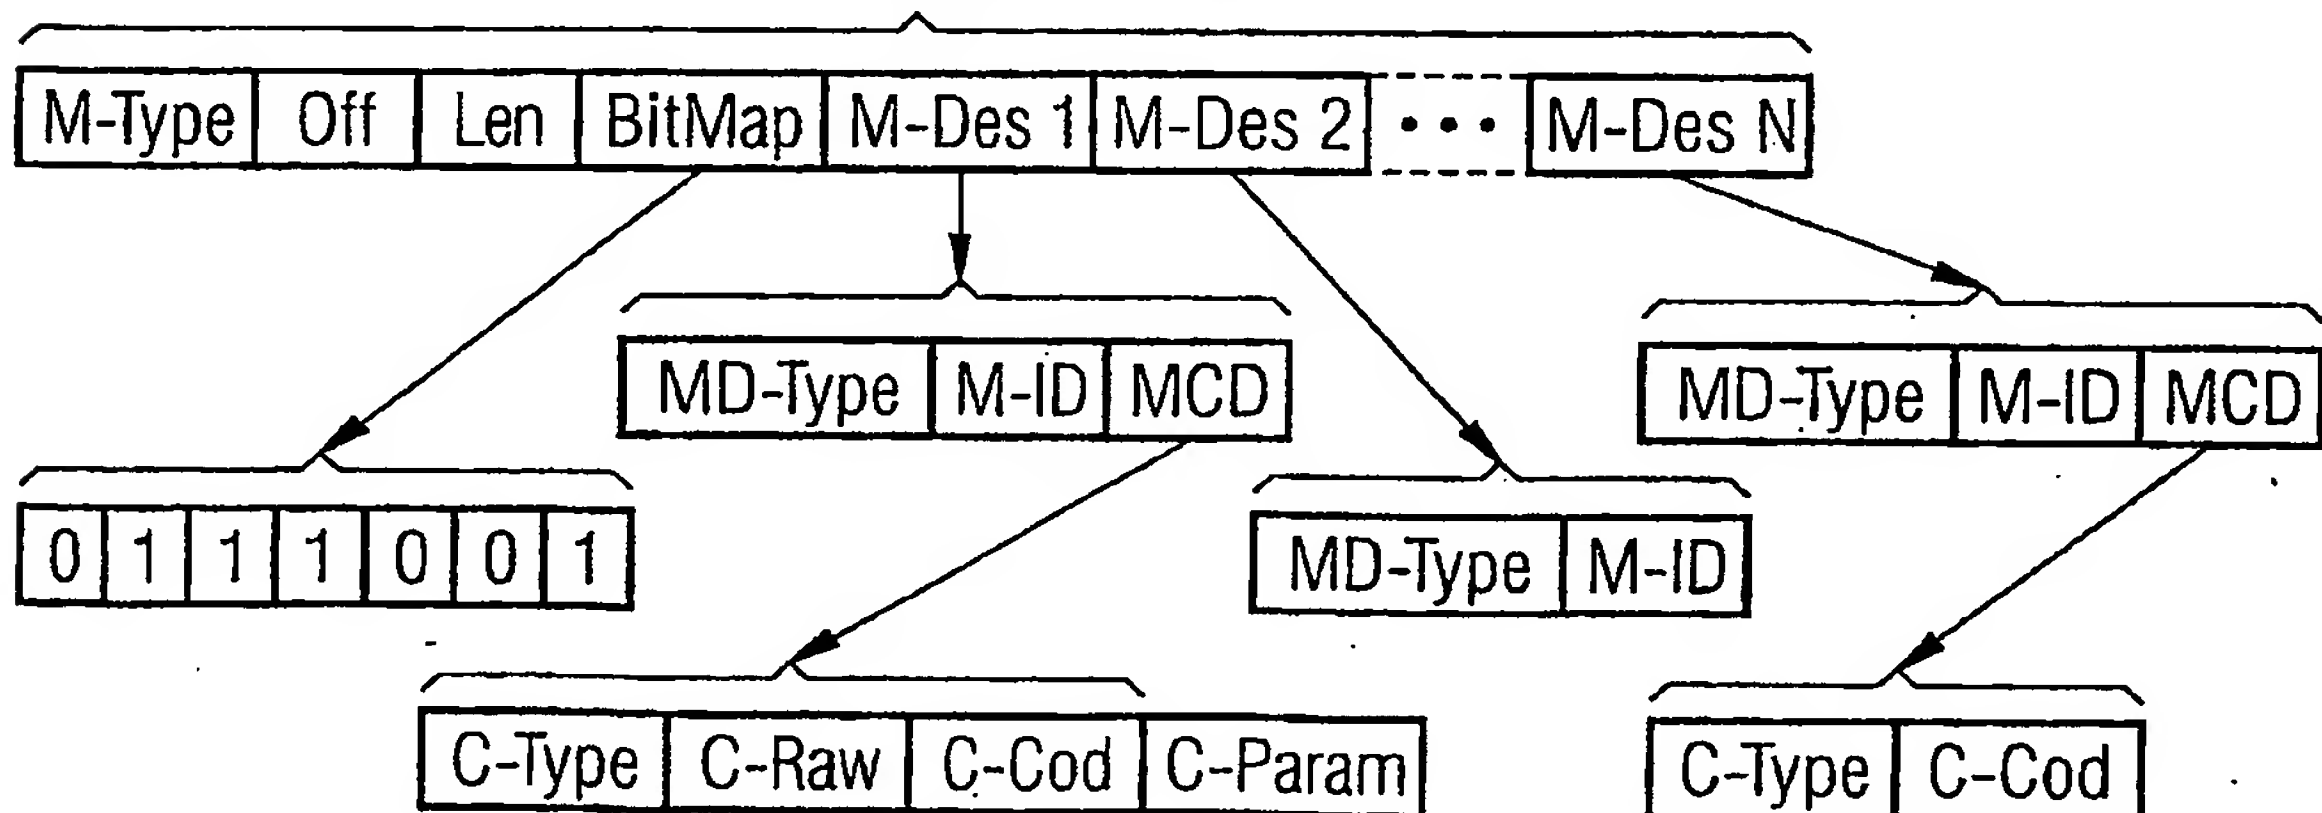 M-Type Off Len BitMap M-Des 1 M-Des 2 • • • M-Des N
MD-Type M-ID MCD
MD-Type M-ID MCD
0 1 1 1 0 0 1
MD-Type M-ID
C-Type C-Raw C-Cod C-Param
C-Type C-Cod